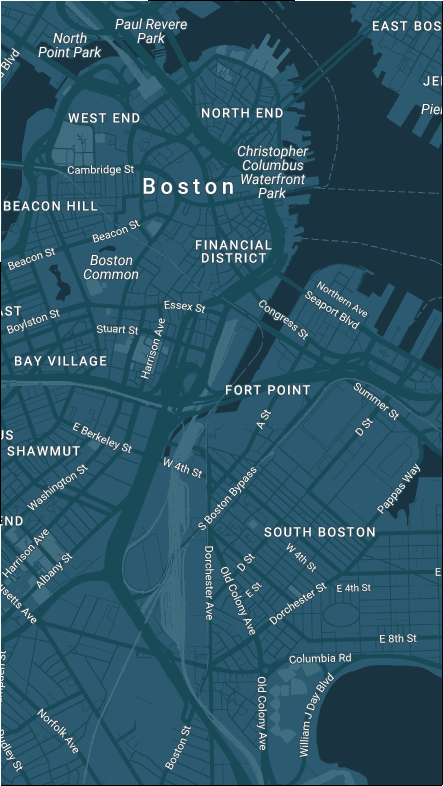 Paul Revere
Park
North
Point Park
EAST BOS
Blvd
JE
Pie
WEST END
NORTH END
Christopher
Columbus
Waterfront
Park
Cambridge St
Boston
BEACON HILL
Beacon St
Beacon St
FINANCIAL
DISTRICT
Boston
Common
Northern Ave
Seaport Blvd
Essex St
Congress St
AST
Boylston St
Stuart St
Harrison Ave
BAY VILLAGE
FORT POINT
Summer St
A St
D St
US
SHAWMUT
E Berkeley St
W 4th St
Washington St
S Boston Bypass
Pappas Way
END
SOUTH BOSTON
Harrison Ave
Albany St
W 4th St
Dorchester Ave
D St
Old Colony Ave
E St
Dorchester St
E 4th St
E
setts Ave
E 8th St
Columbia Rd
Old Colony Ave
William J Day Blvd
Norfolk Ave
Boston St
Dudley St